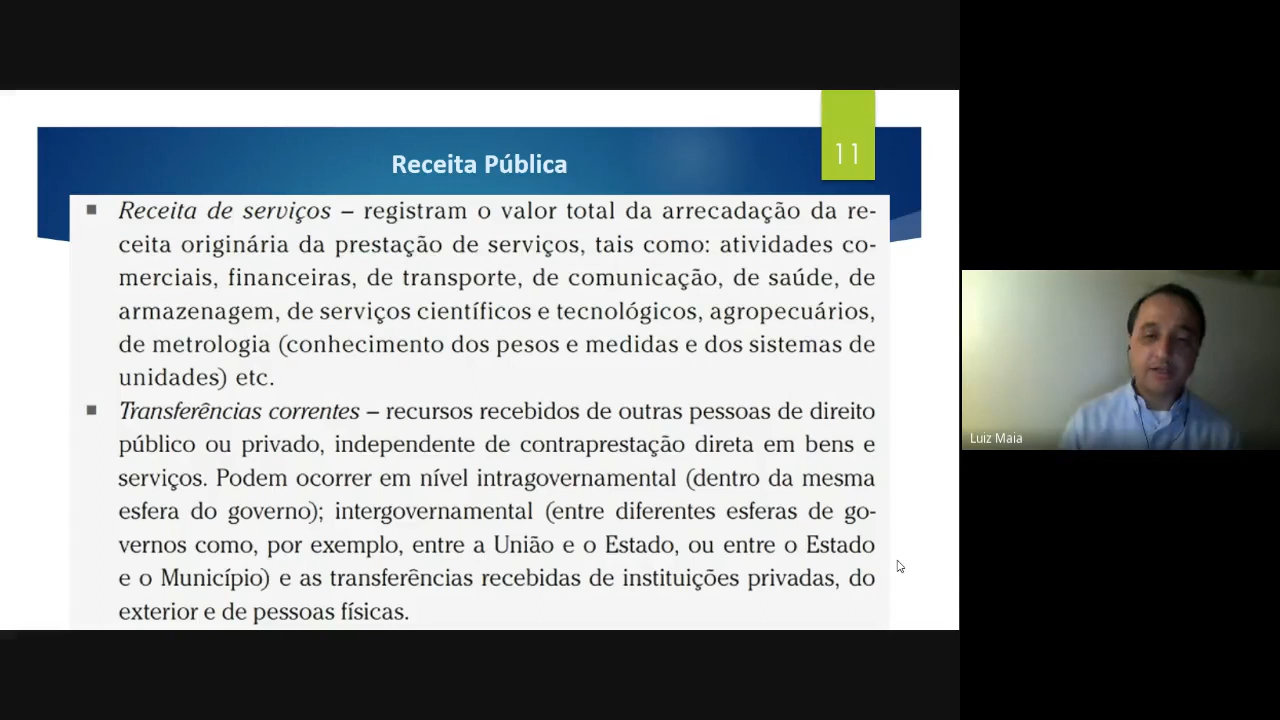 Receita Pública
11
Receita de serviços – registram o valor total da arrecadação da re-
ceita originária da prestação de serviços, tais como: atividades co-
merciais, financeiras, de transporte, de comunicação, de saúde, de
armazenagem, de serviços científicos e tecnológicos, agropecuários,
de metrologia (conhecimento dos pesos e medidas e dos sistemas de
unidades) etc.
Transferências correntes – recursos recebidos de outras pessoas de direito
público ou privado, independente de contraprestação direta em bens e
serviços. Podem ocorrer em nível intragovernamental (dentro da mesma
esfera do governo); intergovernamental (entre diferentes esferas de go-
vernos como, por exemplo, entre a União e o Estado, ou entre o Estado
e o Município) e as transferências recebidas de instituições privadas, do
exterior e de pessoas físicas.
Luiz Maia